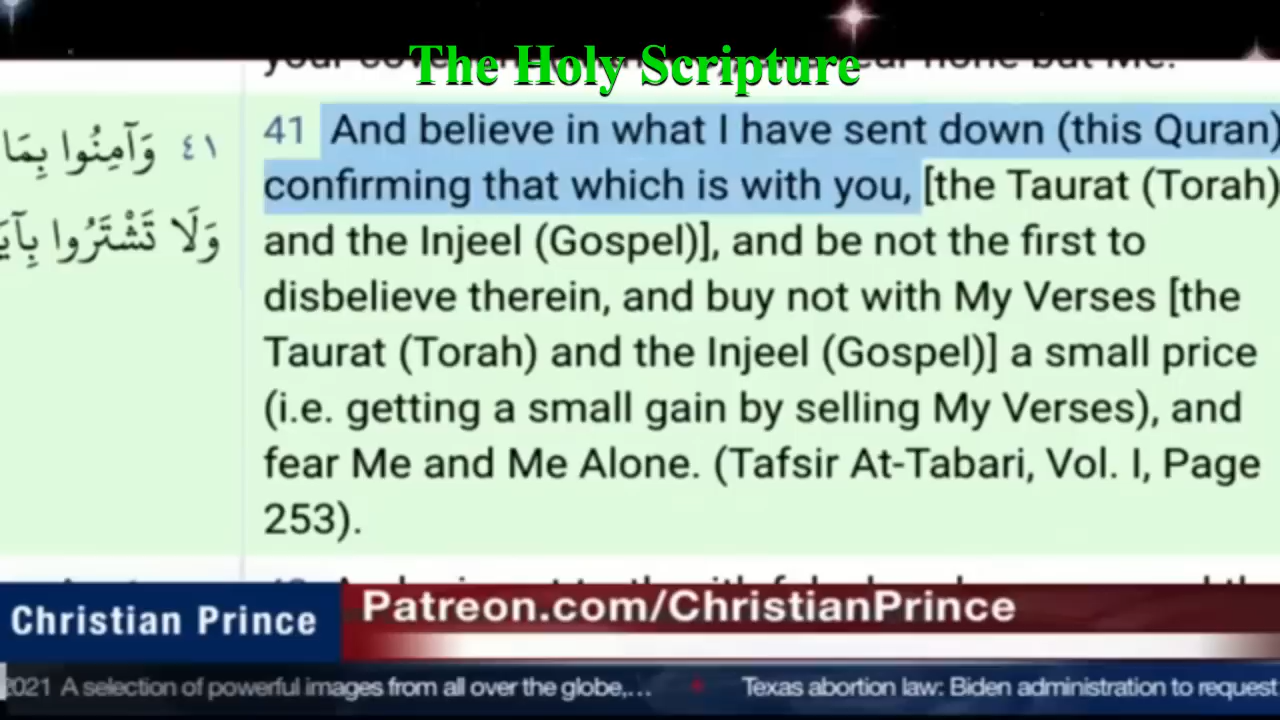 The Holy Scripture
41 And believe in what I have sent down (this Quran)
confirming that which is with you, [the Taurat (Torah)
and the Injeel (Gospel)], and be not the first to
disbelieve therein, and buy not with My Verses [the
Taurat (Torah) and the Injeel (Gospel)] a small price
(i.e. getting a small gain by selling My Verses), and
fear Me and Me Alone. (Tafsir At-Tabari, Vol. I, Page
253).
٤١ وَآمِنُوا بِمَا
وَلَا تَشْتَرُوا بِآيَ
Christian Prince
Patreon.com/ChristianPrince
2021 A selection of powerful images from all over the globe,... Texas abortion law: Biden administration to request